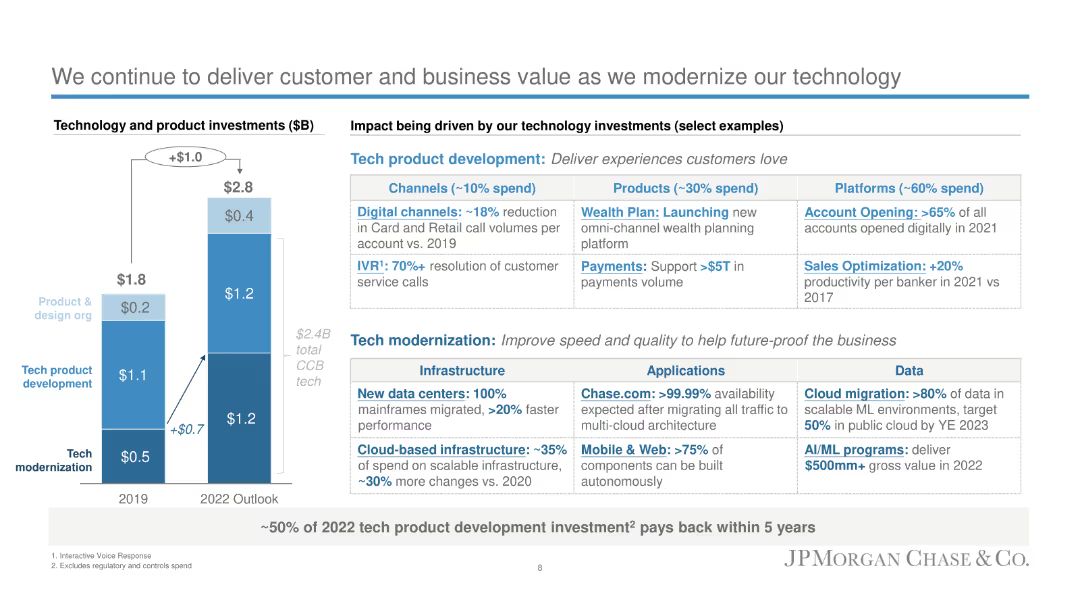 We continue to deliver customer and business value as we modernize our technology
Technology and product investments ($B)
+$1.0
$2.8
$0.4
$1.8
$1.2
Product &
design org
$0.2
$2.4B
total
CCB
tech
Tech product
development
$1.1
$1.2
+$0.7
Tech
modernization
$0.5
2019
2022 Outlook
Impact being driven by our technology investments (select examples)
Tech product development: Deliver experiences customers love
Channels (~10% spend)
Products (~30% spend)
Platforms (~60% spend)
Digital channels: ~18% reduction
in Card and Retail call volumes per
account vs. 2019
Wealth Plan: Launching new
omni-channel wealth planning
platform
Account Opening: >65% of all
accounts opened digitally in 2021
IVR¹: 70%+ resolution of customer
service calls
Payments: Support >$5T in
payments volume
Sales Optimization: +20%
productivity per banker in 2021 vs
2017
Tech modernization: Improve speed and quality to help future-proof the business
Infrastructure
Applications
Data
New data centers: 100%
mainframes migrated, >20% faster
performance
Chase.com: >99.99% availability
expected after migrating all traffic to
multi-cloud architecture
Cloud migration: >80% of data in
scalable ML environments, target
50% in public cloud by YE 2023
Cloud-based infrastructure: ~35%
of spend on scalable infrastructure,
~30% more changes vs. 2020
Mobile & Web: >75% of
components can be built
autonomously
AI/ML programs: deliver
$500mm+ gross value in 2022
~50% of 2022 tech product development investment² pays back within 5 years
1. Interactive Voice Response
2. Excludes regulatory and controls spend
8
JPMORGAN CHASE & CO.